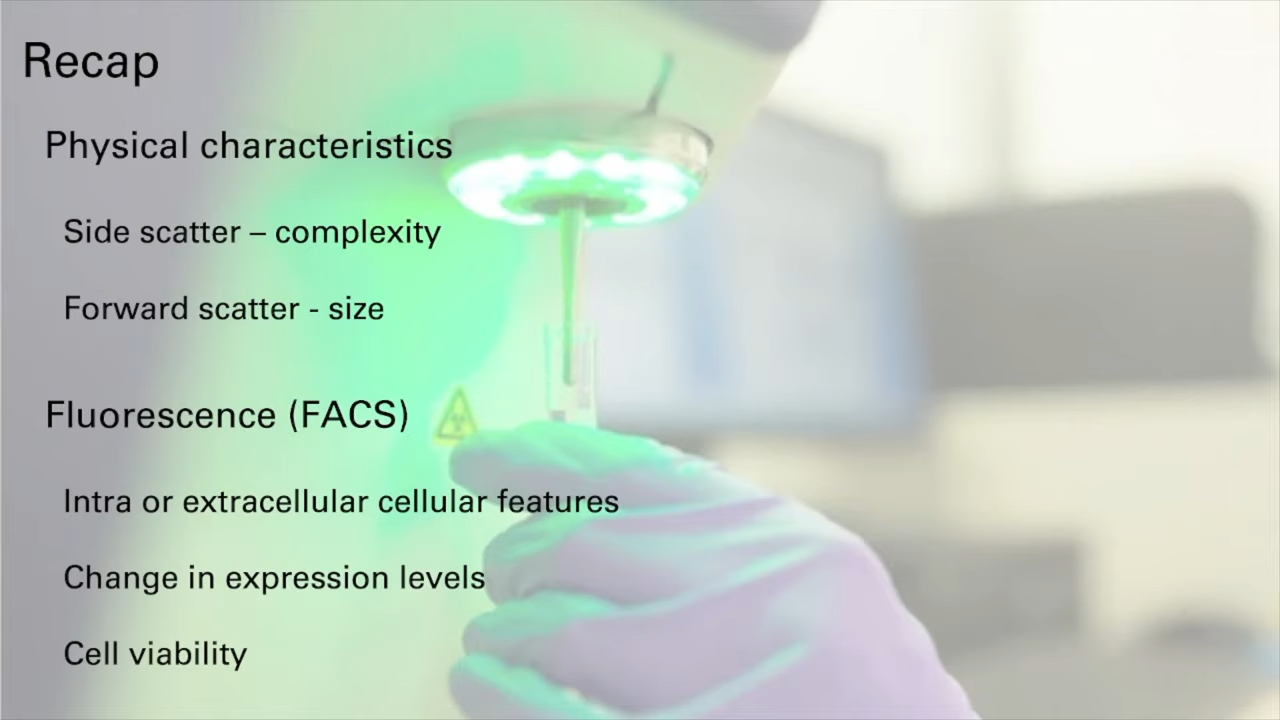 Recap
Physical characteristics
Side scatter – complexity
Forward scatter - size
Fluorescence (FACS)
Intra or extracellular cellular features
Change in expression levels
Cell viability